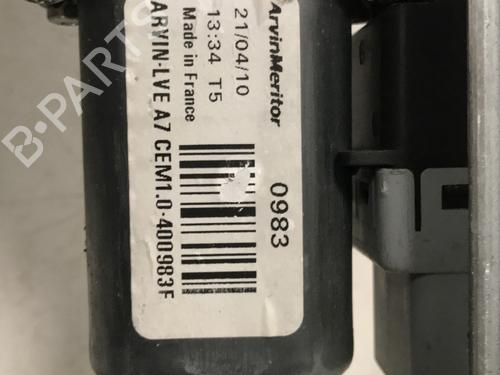 ArvinMeritor
21/04/10
13:34 T5
Made in France
0983
ARVIN-LVE A7 CEM1.0-400983F
B-PARTS